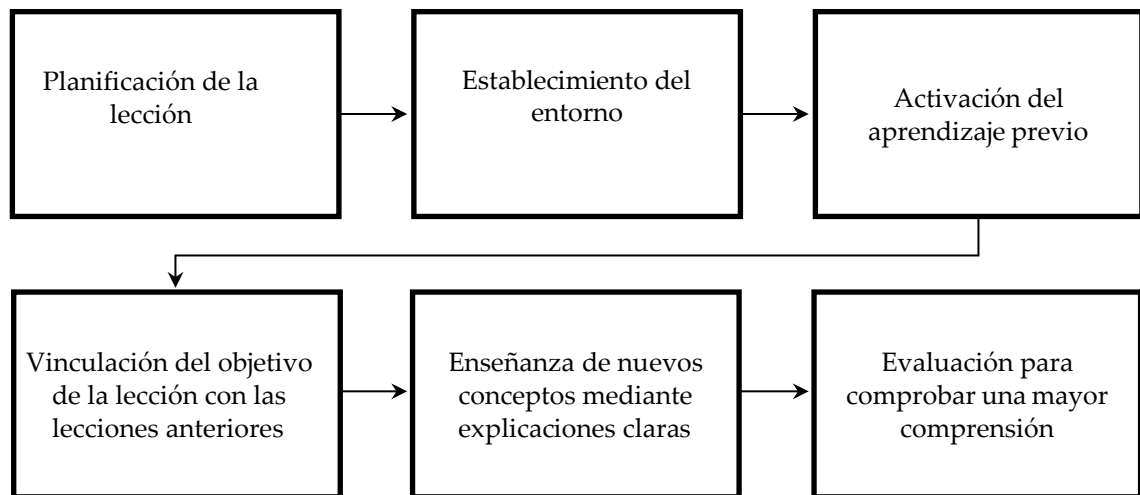 Planificación de la
lección
Establecimiento del
entorno
Activación del
aprendizaje previo
Vinculación del objetivo
de la lección con las
lecciones anteriores
Enseñanza de nuevos
conceptos mediante
explicaciones claras
Evaluación para
comprobar una mayor
comprensión